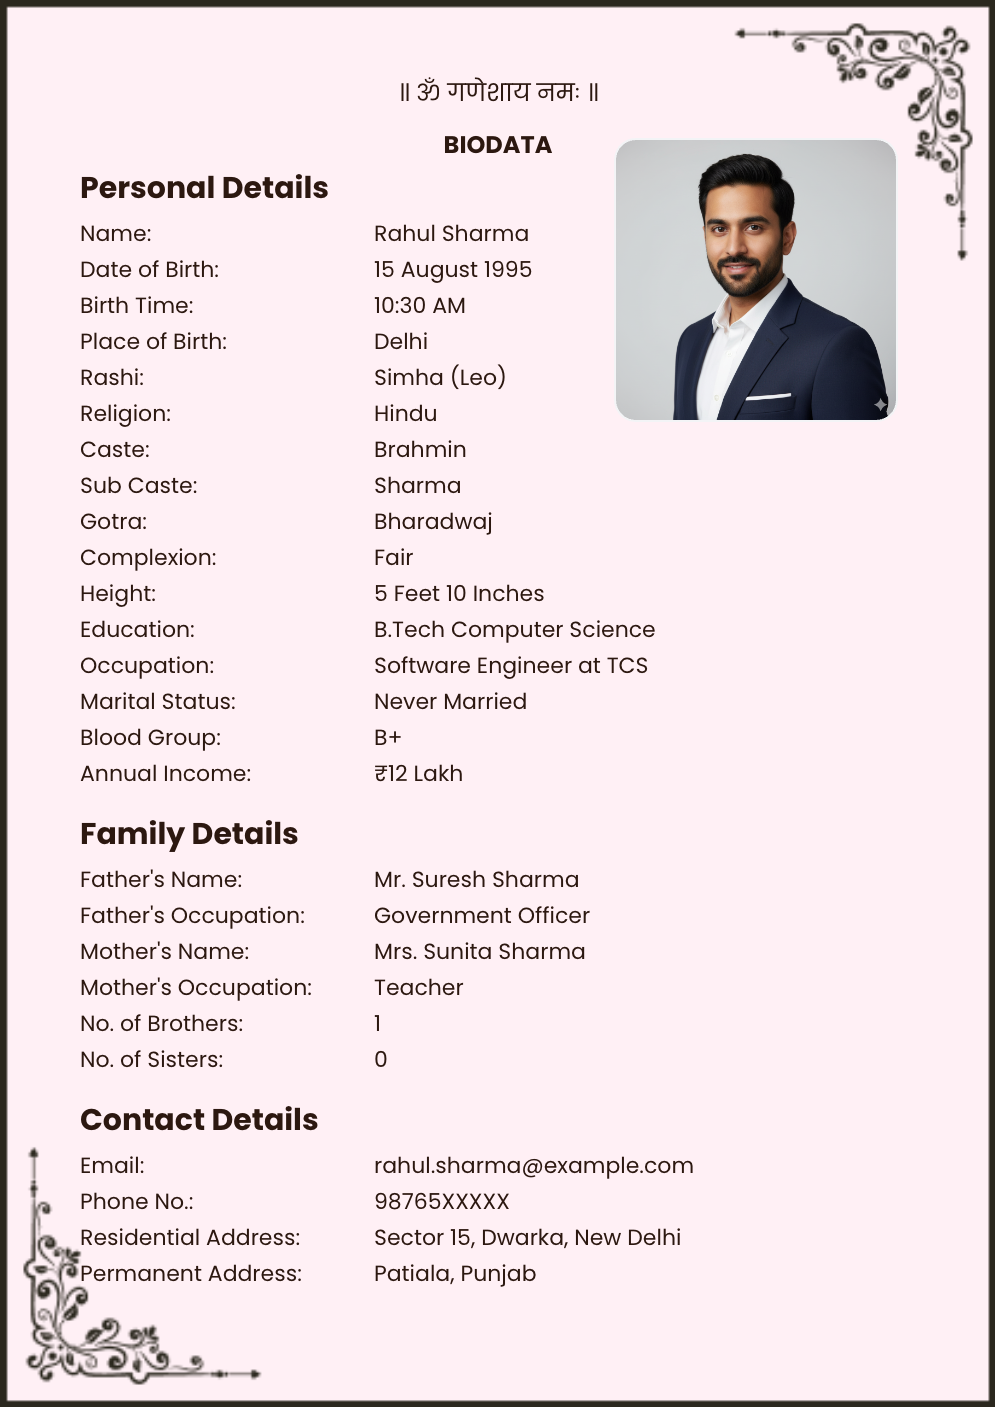 ॥ ॐ गणेशाय नमः ॥
BIODATA
Personal Details
Name: Rahul Sharma
Date of Birth: 15 August 1995
Birth Time: 10:30 AM
Place of Birth: Delhi
Rashi: Simha (Leo)
Religion: Hindu
Caste: Brahmin
Sub Caste: Sharma
Gotra: Bharadwaj
Complexion: Fair
Height: 5 Feet 10 Inches
Education: B.Tech Computer Science
Occupation: Software Engineer at TCS
Marital Status: Never Married
Blood Group: B+
Annual Income: ₹12 Lakh
Family Details
Father's Name: Mr. Suresh Sharma
Father's Occupation: Government Officer
Mother's Name: Mrs. Sunita Sharma
Mother's Occupation: Teacher
No. of Brothers: 1
No. of Sisters: 0
Contact Details
Email: rahul.sharma@example.com
Phone No.: 98765XXXXX
Residential Address: Sector 15, Dwarka, New Delhi
Permanent Address: Patiala, Punjab